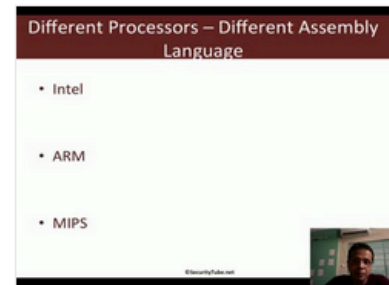 Different Processors – Different Assembly
Language
• Intel
• ARM
• MIPS
©SecurityTube.net